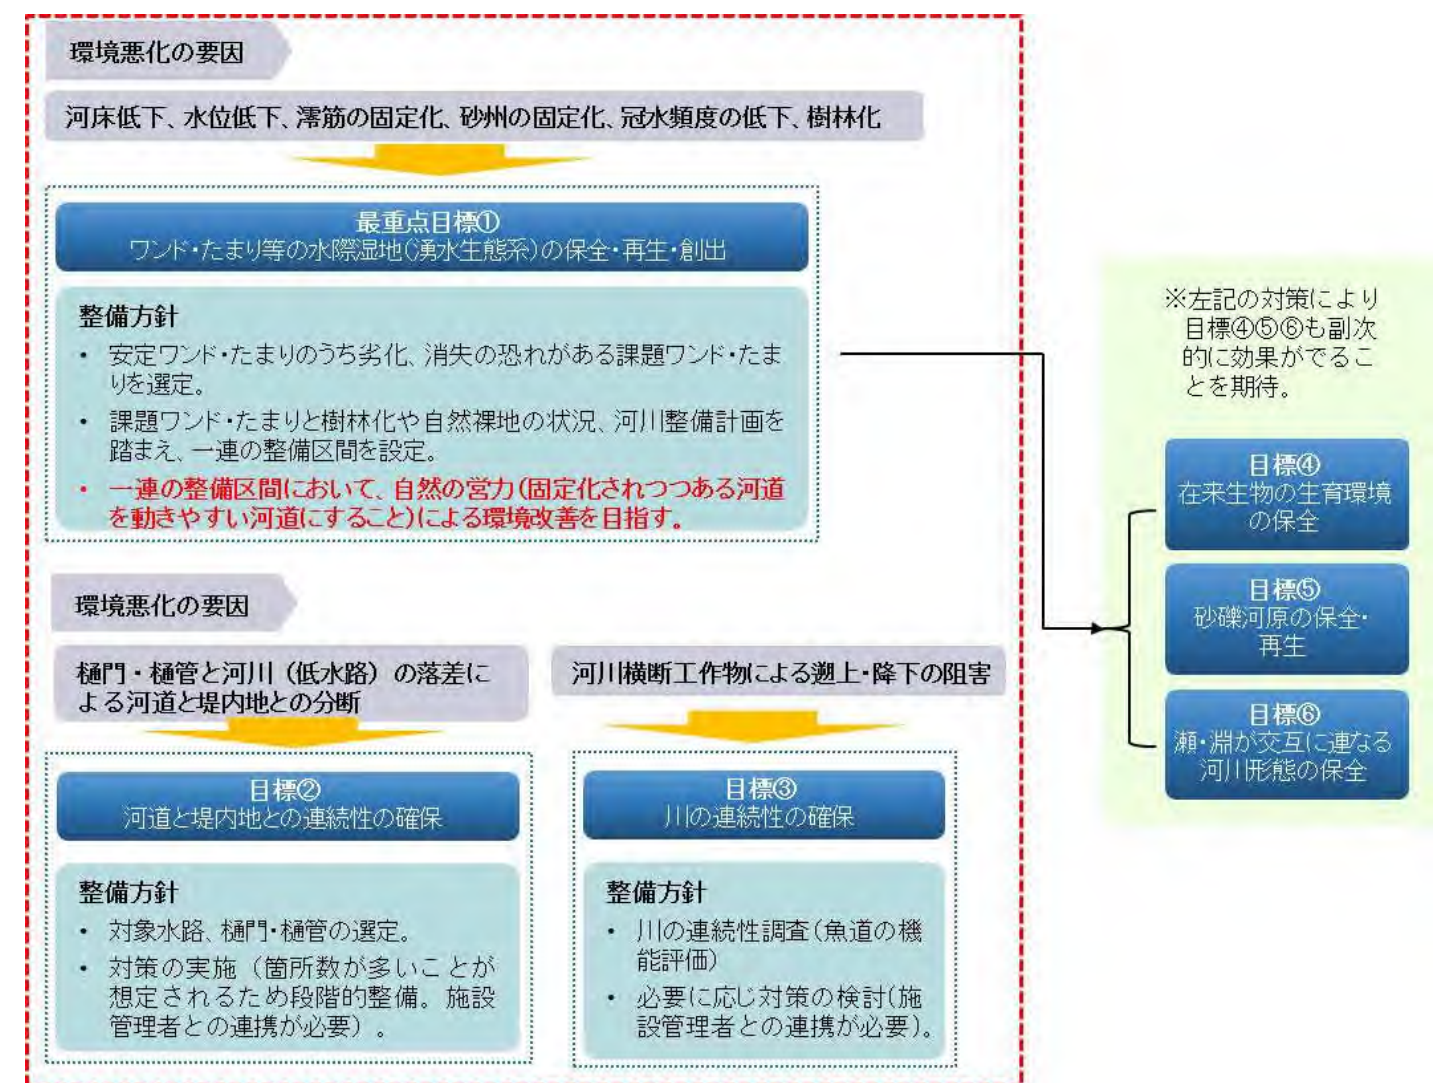 環境悪化の要因
河床低下、水位低下、澪筋の固定化、砂州の固定化、冠水頻度の低下、樹林化
最重点目標①
ワンド・たまり等の水際湿地(湧水生態系)の保全・再生・創出
整備方針
• 安定ワンド・たまりのうち劣化、消失の恐れがある課題ワンド・たま
りを選定。
• 課題ワンド・たまりと樹林化や自然裸地の状況、河川整備計画を
踏まえ、一連の整備区間を設定。
• 一連の整備区間において、自然の営力(固定化されつつある河道
を動きやすい河道にすること)による環境改善を目指す。
環境悪化の要因
樋門・樋管と河川（低水路）の落差に
よる河道と堤内地との分断
目標②
河道と堤内地との連続性の確保
整備方針
• 対象水路、樋門・樋管の選定。
• 対策の実施（箇所数が多いことが
想定されるため段階的整備。施設
管理者との連携が必要）。
河川横断工作物による遡上・降下の阻害
目標③
川の連続性の確保
整備方針
• 川の連続性調査(魚道の機
能評価)
• 必要に応じ対策の検討(施
設管理者との連携が必要)。
※左記の対策により
目標④⑤⑥も副次
的に効果がでるこ
とを期待。
目標④
在来生物の生育環境
の保全
目標⑤
砂礫河原の保全・
再生
目標⑥
瀬・淵が交互に連なる
河川形態の保全